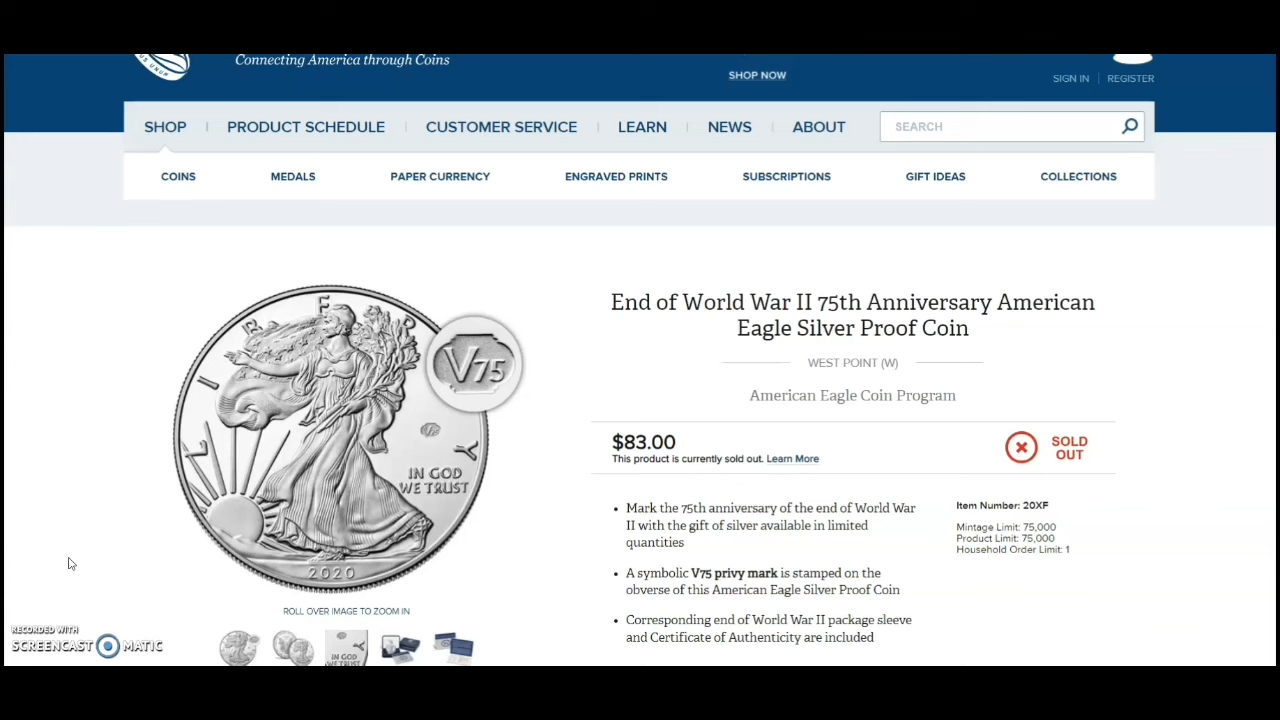 Connecting America through Coins
SHOP NOW
SIGN IN | REGISTER
SHOP | PRODUCT SCHEDULE | CUSTOMER SERVICE | LEARN | NEWS | ABOUT
SEARCH
COINS MEDALS PAPER CURRENCY ENGRAVED PRINTS SUBSCRIPTIONS GIFT IDEAS COLLECTIONS
LIBERTY
V75
IN GOD
WE TRUST
2020
ROLL OVER IMAGE TO ZOOM IN
IN GOD
WE TRUST
End of World War II 75th Anniversary American
Eagle Silver Proof Coin
WEST POINT (W)
American Eagle Coin Program
$83.00
This product is currently sold out. Learn More
SOLD
OUT
• Mark the 75th anniversary of the end of World War
II with the gift of silver available in limited
quantities
• A symbolic V75 privy mark is stamped on the
obverse of this American Eagle Silver Proof Coin
• Corresponding end of World War II package sleeve
and Certificate of Authenticity are included
Item Number: 20XF
Mintage Limit: 75,000
Product Limit: 75,000
Household Order Limit: 1
RECORDED WITH
SCREENCAST MATIC